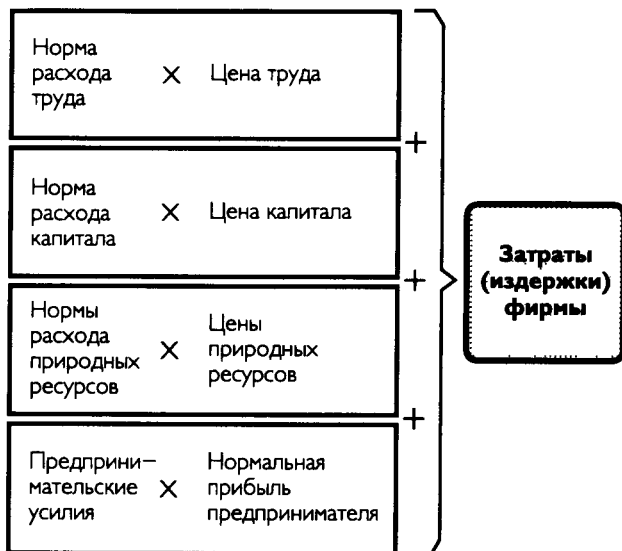 Норма
расхода
труда
×
Цена труда
+
Норма
расхода
капитала
×
Цена капитала
+
Нормы
расхода
природных
ресурсов
×
Цены
природных
ресурсов
+
Предприни–
мательские
усилия
×
Нормальная
прибыль
предпринимателя
Затраты
(издержки)
фирмы